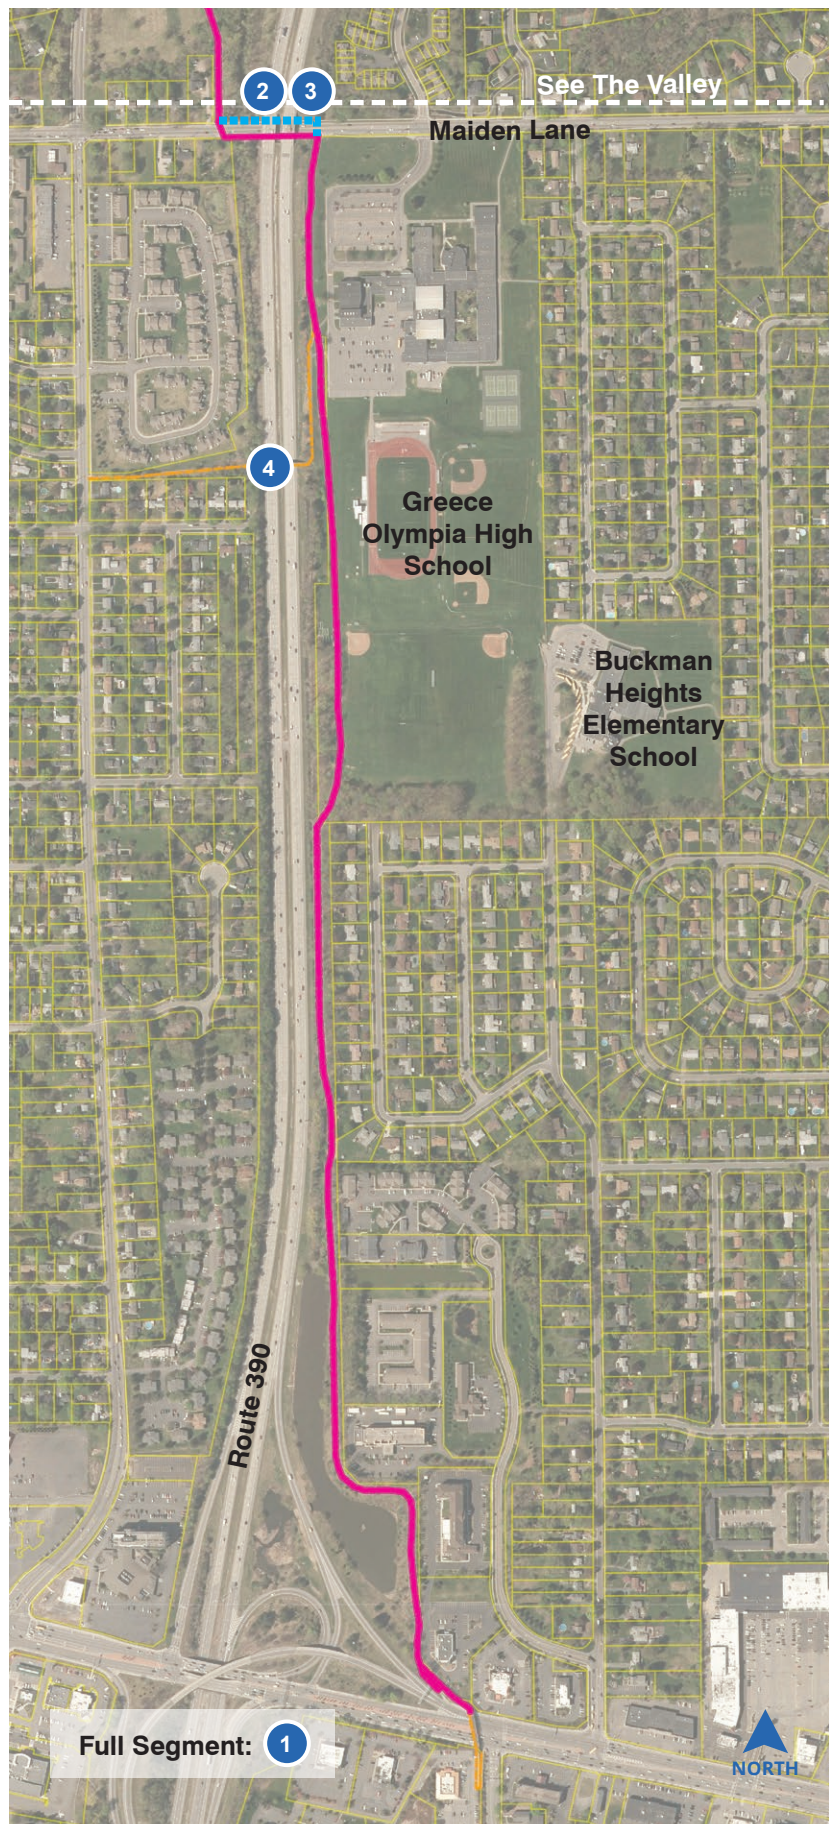 See The Valley
2
3
Maiden Lane
4
Greece
Olympia High
School
Buckman
Heights
Elementary
School
Route 390
Full Segment: 1
NORTH